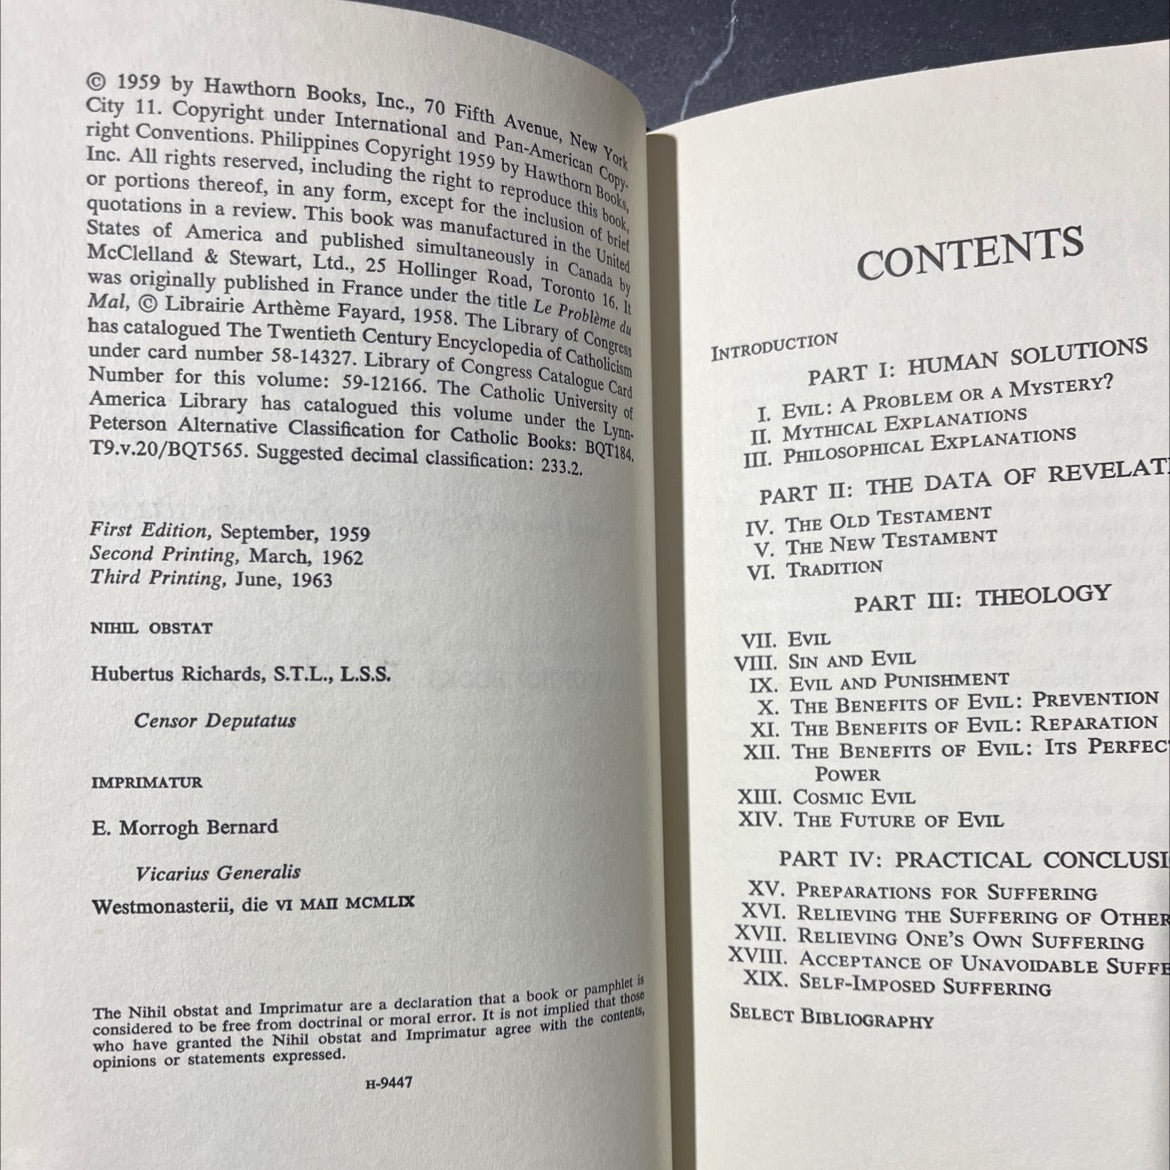 © 1959 by Hawthorn Books, Inc., 70 Fifth Avenue, New York
City 11. Copyright under International and Pan-American Copy-
right Conventions. Philippines Copyright 1959 by Hawthorn Books,
Inc. All rights reserved, including the right to reproduce this book,
or portions thereof, in any form, except for the inclusion of brief
quotations in a review. This book was manufactured in the United
States of America and published simultaneously in Canada by
McClelland & Stewart, Ltd., 25 Hollinger Road, Toronto 16. It
was originally published in France under the title Le Problème du
Mal, © Librairie Arthème Fayard, 1958. The Library of Congress
has catalogued The Twentieth Century Encyclopedia of Catholicism
under card number 58-14327. Library of Congress Catalogue Card
Number for this volume: 59-12166. The Catholic University of
America Library has catalogued this volume under the Lynn-
Peterson Alternative Classification for Catholic Books: BQT184.
T9.v.20/BQT565. Suggested decimal classification: 233.2.
First Edition, September, 1959
Second Printing, March, 1962
Third Printing, June, 1963
NIHIL OBSTAT
Hubertus Richards, S.T.L., L.S.S.
Censor Deputatus
IMPRIMATUR
E. Morrogh Bernard
Vicarius Generalis
Westmonasterii, die VI MAII MCMLIX
The Nihil obstat and Imprimatur are a declaration that a book or pamphlet is
considered to be free from doctrinal or moral error. It is not implied that those
who have granted the Nihil obstat and Imprimatur agree with the contents,
opinions or statements expressed.
H-9447
CONTENTS
INTRODUCTION
PART I: HUMAN SOLUTIONS
I. EVIL: A PROBLEM OR A MYSTERY?
II. MYTHICAL EXPLANATIONS
III. PHILOSOPHICAL EXPLANATIONS
PART II: THE DATA OF REVELATI
IV. THE OLD TESTAMENT
V. THE NEW TESTAMENT
VI. TRADITION
PART III: THEOLOGY
VII. EVIL
VIII. SIN AND EVIL
IX. EVIL AND PUNISHMENT
X. THE BENEFITS OF EVIL: PREVENTION
XI. THE BENEFITS OF EVIL: REPARATION
XII. THE BENEFITS OF EVIL: ITS PERFEC
POWER
XIII. COSMIC EVIL
XIV. THE FUTURE OF EVIL
PART IV: PRACTICAL CONCLUSI
XV. PREPARATIONS FOR SUFFERING
XVI. RELIEVING THE SUFFERING OF OTHER
XVII. RELIEVING ONE'S OWN SUFFERING
XVIII. ACCEPTANCE OF UNAVOIDABLE SUFFE
XIX. SELF-IMPOSED SUFFERING
SELECT BIBLIOGRAPHY